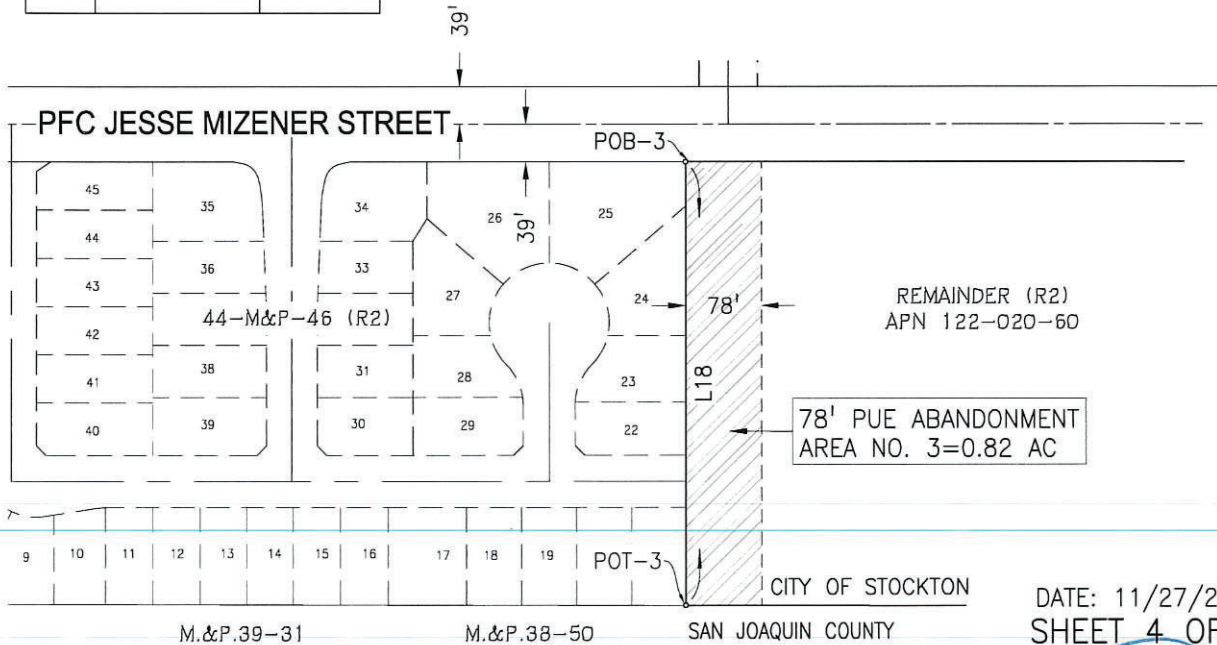 39'
PFC JESSE MIZENER STREET
POB-3
45
35
34
26
25
39'
44
36
33
43
27
24
78'
REMAINDER (R2)
APN 122-020-60
44-M&P-46 (R2)
42
38
31
28
23
L18
41
78' PUE ABANDONMENT
AREA NO. 3=0.82 AC
40
39
30
29
22
9
10
11
12
13
14
15
16
17
18
19
POT-3
CITY OF STOCKTON
DATE: 11/27/2
M.&P.39-31
M.&P.38-50
SAN JOAQUIN COUNTY
SHEET 4 OF